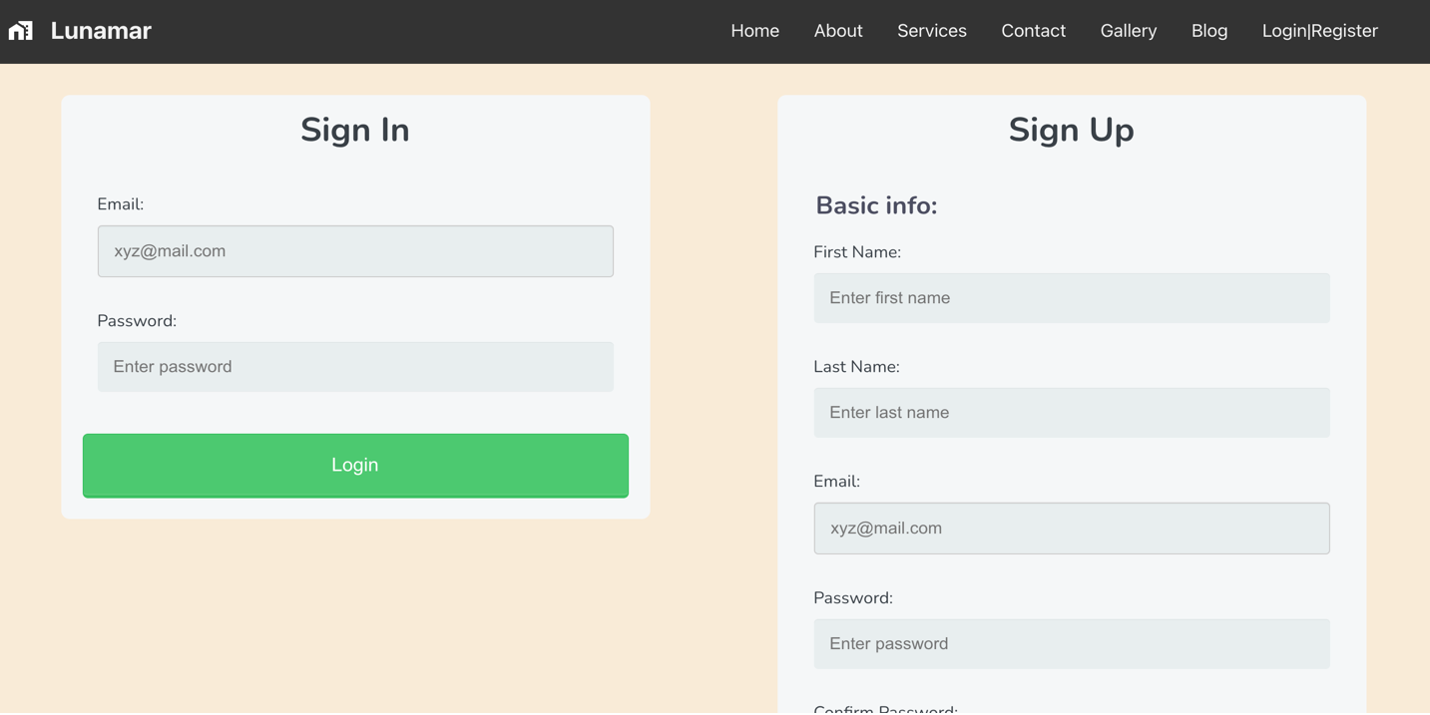 Lunamar
Home About Services Contact Gallery Blog Login|Register
Sign In
Email:
xyz@mail.com
Password:
Enter password
Login
Sign Up
Basic info:
First Name:
Enter first name
Last Name:
Enter last name
Email:
xyz@mail.com
Password:
Enter password
Confirm Password: